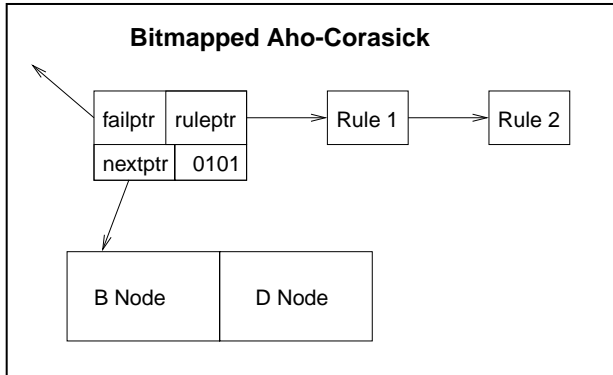 Bitmapped Aho-Corasick
failptr ruleptr Rule 1 Rule 2
nextptr 0101
B Node D Node